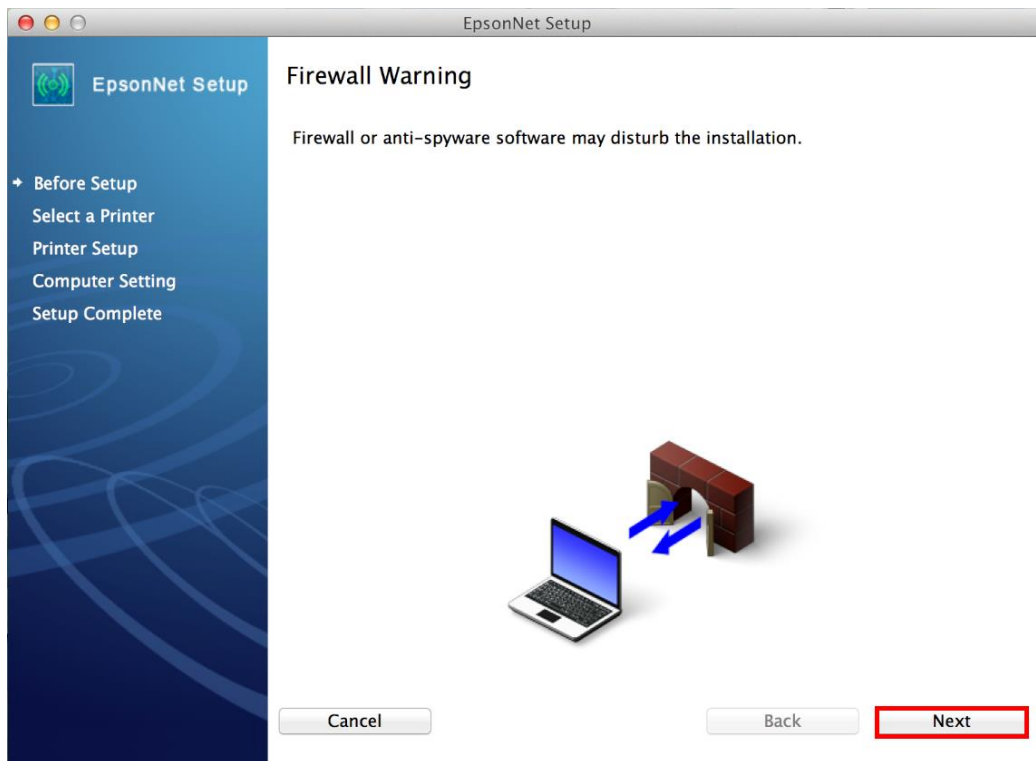 EpsonNet Setup
EpsonNet Setup
Firewall Warning
Firewall or anti-spyware software may disturb the installation.
Before Setup
Select a Printer
Printer Setup
Computer Setting
Setup Complete
Cancel
Back
Next